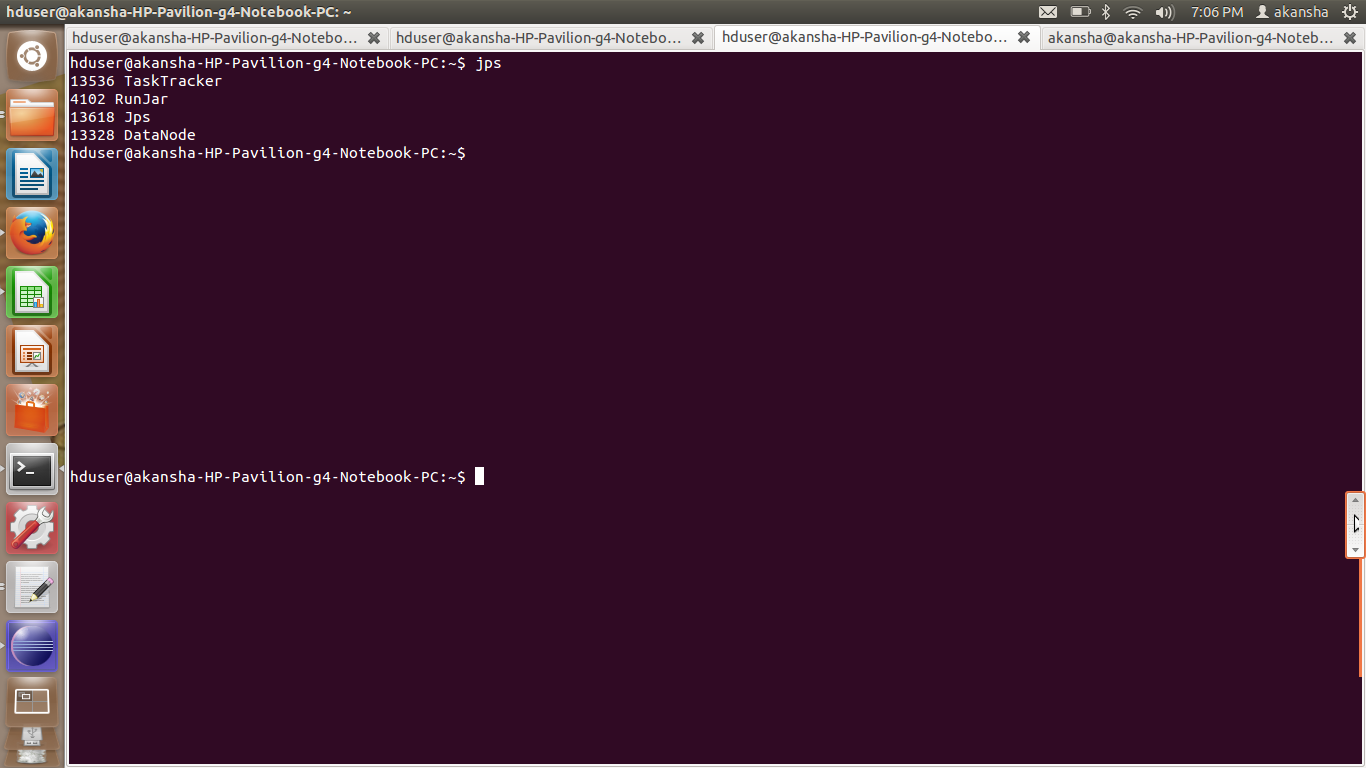 hduser@akansha-HP-Pavilion-g4-Notebook-PC: ~
7:06 PM
akansha
hduser@akansha-HP-Pavilion-g4-Notebo...
hduser@akansha-HP-Pavilion-g4-Notebo...
hduser@akansha-HP-Pavilion-g4-Notebo...
akansha@akansha-HP-Pavilion-g4-Noteb...
hduser@akansha-HP-Pavilion-g4-Notebook-PC:~$ jps
13536 TaskTracker
4102 RunJar
13618 Jps
13328 DataNode
hduser@akansha-HP-Pavilion-g4-Notebook-PC:~$
hduser@akansha-HP-Pavilion-g4-Notebook-PC:~$